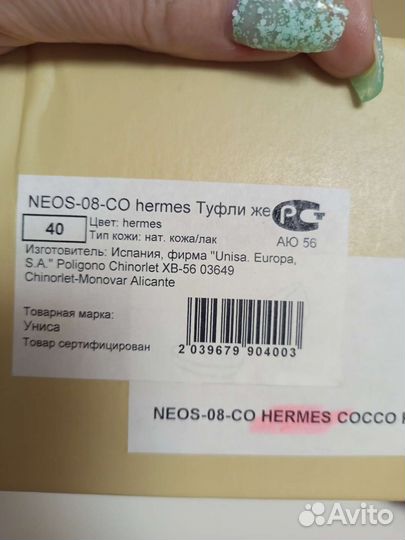 NEOS-08-CO hermes Туфли же
40
Цвет: hermes
Тип кожи: нат. кожа/лак
АЮ 56
Изготовитель: Испания, фирма "Unisa. Europa,
S.A." Poligono Chinorlet XB-56 03649
Chinorlet-Monovar Alicante
Товарная марка:
Униса
Товар сертифицирован
2 039679 904003
NEOS-08-CO HERMES COCCO
Avito